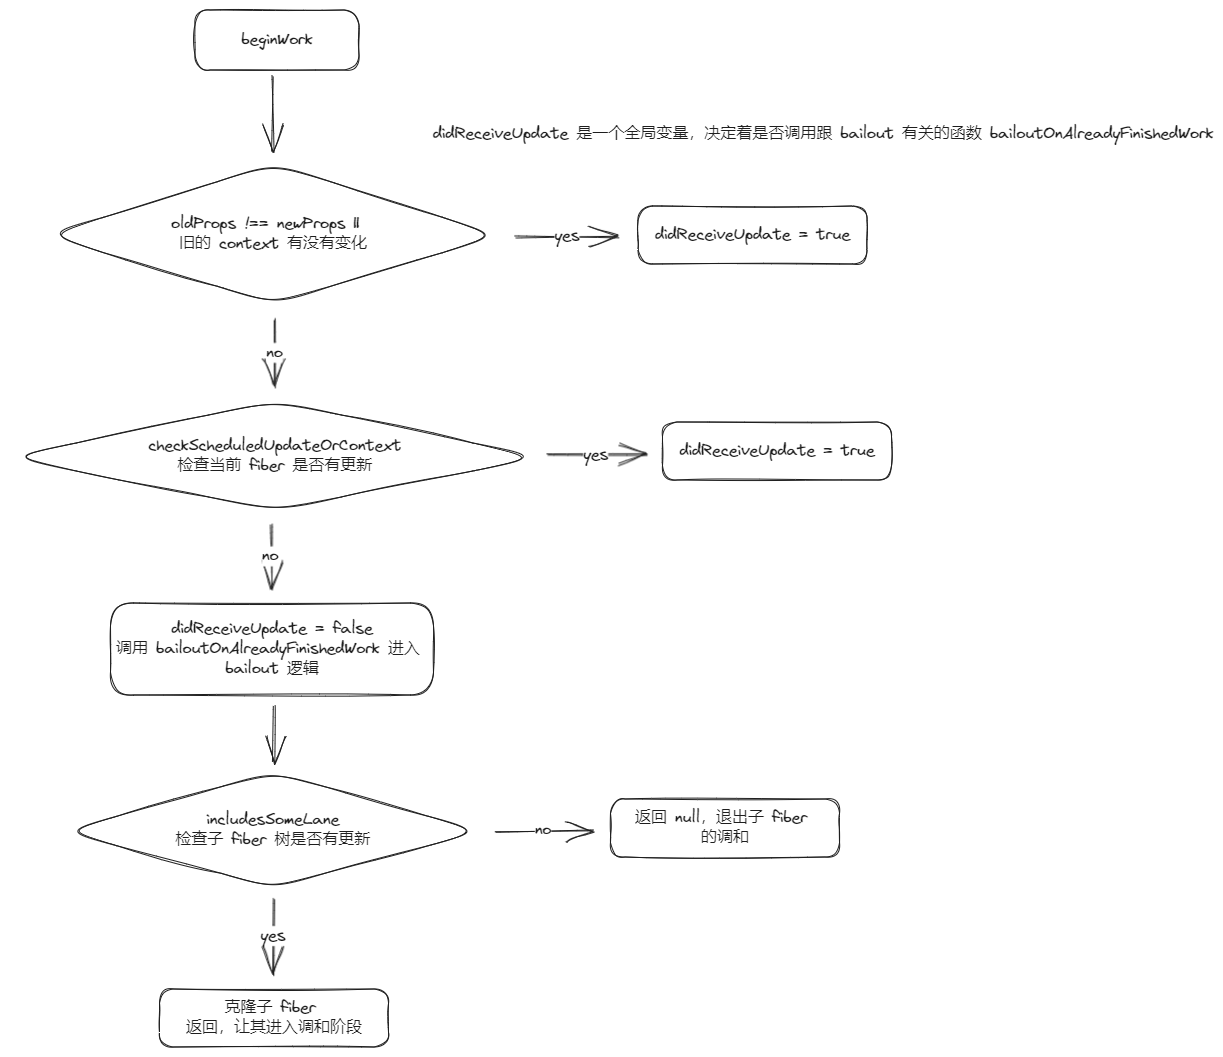 beginWork
didReceiveUpdate 是一个全局变量，决定着是否调用跟 bailout 有关的函数 bailoutOnAlreadyFinishedWork
oldProps !== newProps ||
旧的 context 有没有变化
yes
didReceiveUpdate = true
no
checkScheduledUpdateOrContext
检查当前 fiber 是否有更新
yes
didReceiveUpdate = true
no
didReceiveUpdate = false
调用 bailoutOnAlreadyFinishedWork 进入
bailout 逻辑
includesSomeLane
检查子 fiber 树是否有更新
no
返回 null，退出子 fiber
的调和
yes
克隆子 fiber
返回，让其进入调和阶段